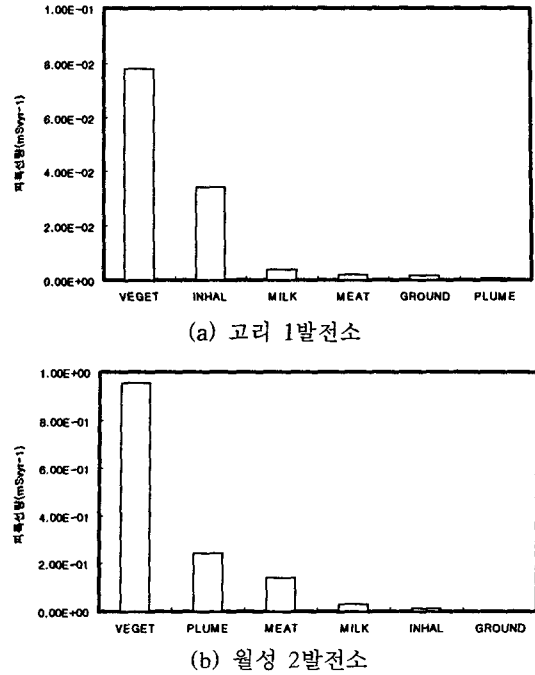 1.00E-01
8.00E-02
6.00E-02
4.00E-02
2.00E-02
0.00E+00
피폭선량(mSvyr-1)
VEGET INHAL MILK MEAT GROUND PLUME
(a) 고리 1발전소
1.00E+00
8.00E-01
6.00E-01
4.00E-01
2.00E-01
0.00E+00
피폭선량(mSvyr-1)
VEGET PLUME MEAT MILK INHAL GROUND
(b) 월성 2발전소